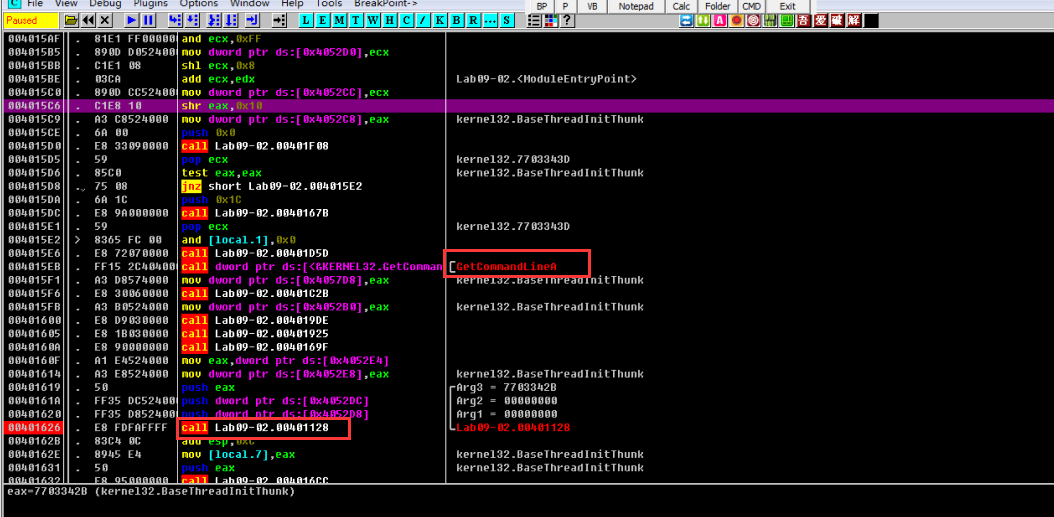 C File View Debug Plugins Options Window Help Tools BreakPoint-> BP P VB Notepad Calc Folder CMD Exit
Paused L E M T W H C / K B R ... S ? 吾 爱 破 解
004015AF . 81E1 FF00000 and ecx,0xFF
004015B5 . 890D D052400 mov dword ptr ds:[0x4052D0],ecx
004015BB . C1E1 08 shl ecx,0x8
004015BE . 03CA add ecx,edx Lab09-02.<ModuleEntryPoint>
004015C0 . 890D CC52400 mov dword ptr ds:[0x4052CC],ecx
004015C6 . C1E8 10 shr eax,0x10
004015C9 . A3 C8524000 mov dword ptr ds:[0x4052C8],eax kernel32.BaseThreadInitThunk
004015CE . 6A 00 push 0x0
004015D0 . E8 33090000 call Lab09-02.00401F08
004015D5 . 59 pop ecx kernel32.7703343D
004015D6 . 85C0 test eax,eax kernel32.BaseThreadInitThunk
004015D8 . 75 08 jnz short Lab09-02.004015E2
004015DA . 6A 1C push 0x1C
004015DC . E8 9A000000 call Lab09-02.0040167B
004015E1 . 59 pop ecx kernel32.7703343D
004015E2 > 8365 FC 00 and [local.1],0x0
004015E6 . E8 72070000 call Lab09-02.00401D5D
004015EB . FF15 2C40400 call dword ptr ds:[<&KERNEL32.GetComman [GetCommandLineA
004015F1 . A3 D8574000 mov dword ptr ds:[0x4057D8],eax kernel32.BaseThreadInitThunk
004015F6 . E8 30060000 call Lab09-02.00401C2B
004015FB . A3 B0524000 mov dword ptr ds:[0x4052B0],eax kernel32.BaseThreadInitThunk
00401600 . E8 D9030000 call Lab09-02.004019DE
00401605 . E8 1B030000 call Lab09-02.00401925
0040160A . E8 90000000 call Lab09-02.0040169F
0040160F . A1 E4524000 mov eax,dword ptr ds:[0x4052E4]
00401614 . A3 E8524000 mov dword ptr ds:[0x4052E8],eax kernel32.BaseThreadInitThunk
00401619 . 50 push eax Arg3 = 7703342B
0040161A . FF35 DC52400 push dword ptr ds:[0x4052DC] Arg2 = 00000000
00401620 . FF35 D852400 push dword ptr ds:[0x4052D8] Arg1 = 00000000
00401626 . E8 FDFAFFFF call Lab09-02.00401128 Lab09-02.00401128
0040162B . 83C4 0C add esp,0xC
0040162E . 8945 E4 mov [local.7],eax kernel32.BaseThreadInitThunk
00401631 . 50 push eax kernel32.BaseThreadInitThunk
00401632 . E8 95000000 call Lab09-02.004016CC
eax=7703342B (kernel32.BaseThreadInitThunk)